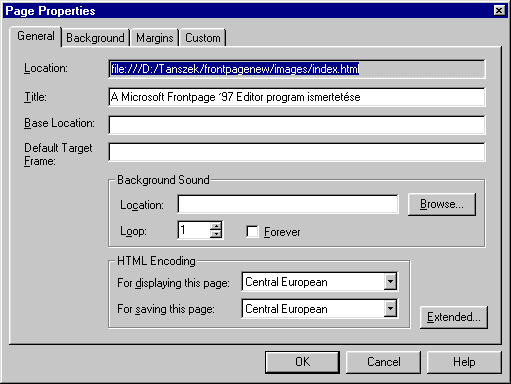 Page Properties
General Background Margins Custom
Location: file:///D:/Tanszek/frontpagenew/images/index.html
Title: A Microsoft Frontpage ´97 Editor program ismertetése
Base Location:
Default Target
Frame:
Background Sound
Location: Browse...
Loop: 1 Forever
HTML Encoding
For displaying this page: Central European
For saving this page: Central European
Extended...
OK Cancel Help